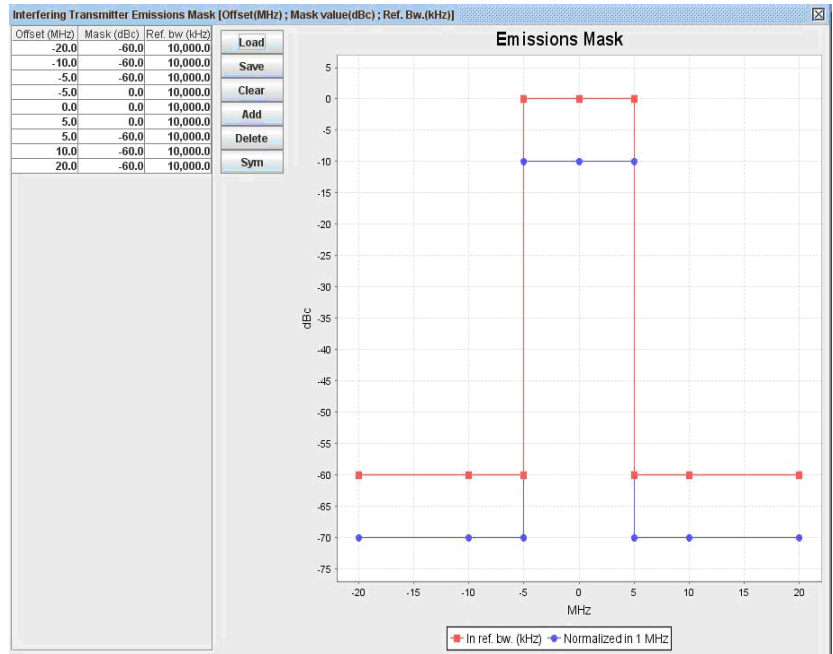 Interfering Transmitter Emissions Mask [Offset(MHz) ; Mask value(dBc) ; Ref. Bw.(kHz)]
Offset (MHz) Mask (dBc) Ref. bw (kHz)
-20.0 -60.0 10,000.0
-10.0 -60.0 10,000.0
-5.0 -60.0 10,000.0
-5.0 0.0 10,000.0
0.0 0.0 10,000.0
5.0 0.0 10,000.0
5.0 -60.0 10,000.0
10.0 -60.0 10,000.0
20.0 -60.0 10,000.0
Load
Save
Clear
Add
Delete
Sym
Emissions Mask
5
0
-5
-10
-15
-20
-25
-30
-35
-40
-45
-50
-55
-60
-65
-70
-75
dBc
-20 -10 -5 0 5 10 15 20
MHz
In ref. bw. (kHz) Normalized in 1 MHz